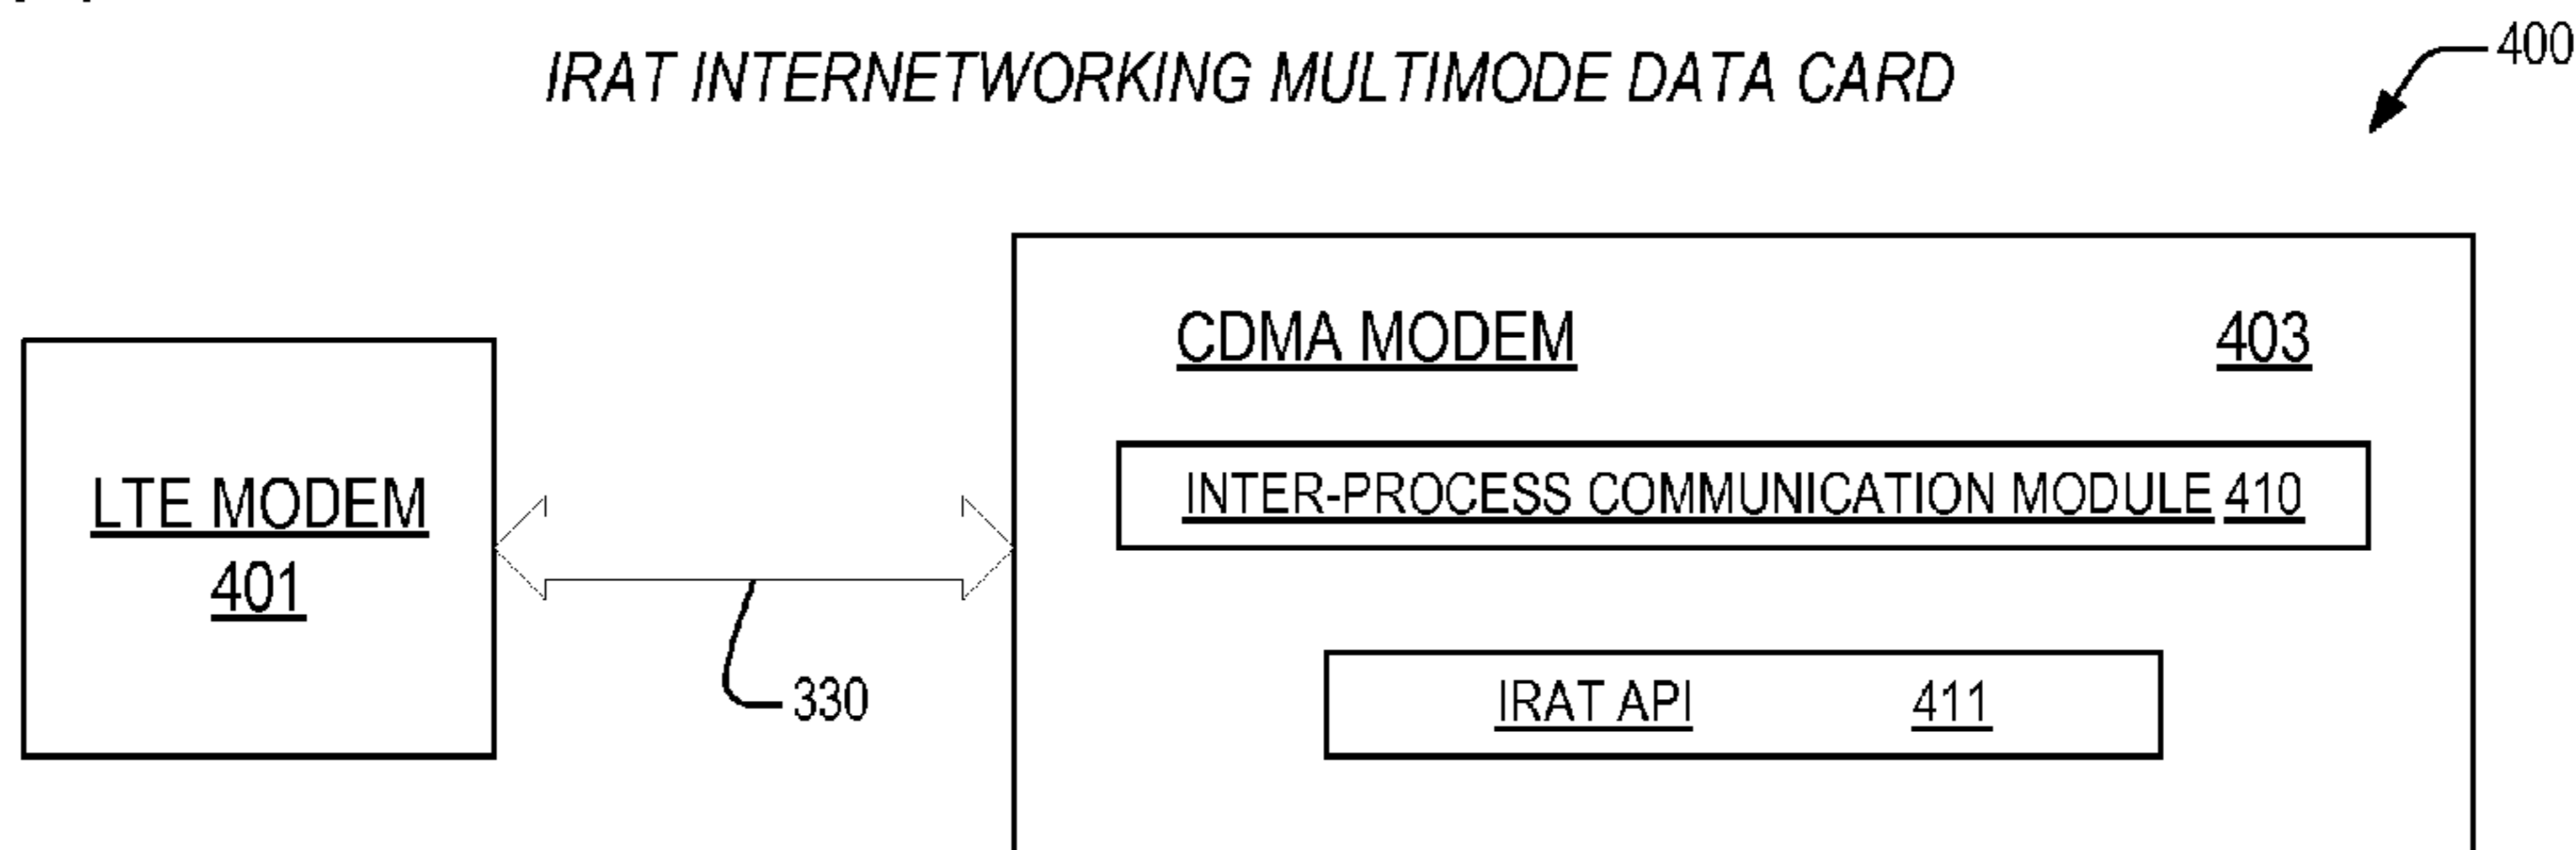 400
IRAT INTERNETWORKING MULTIMODE DATA CARD
CDMA MODEM 403
LTE MODEM
401
INTER-PROCESS COMMUNICATION MODULE 410
330
IRAT API 411